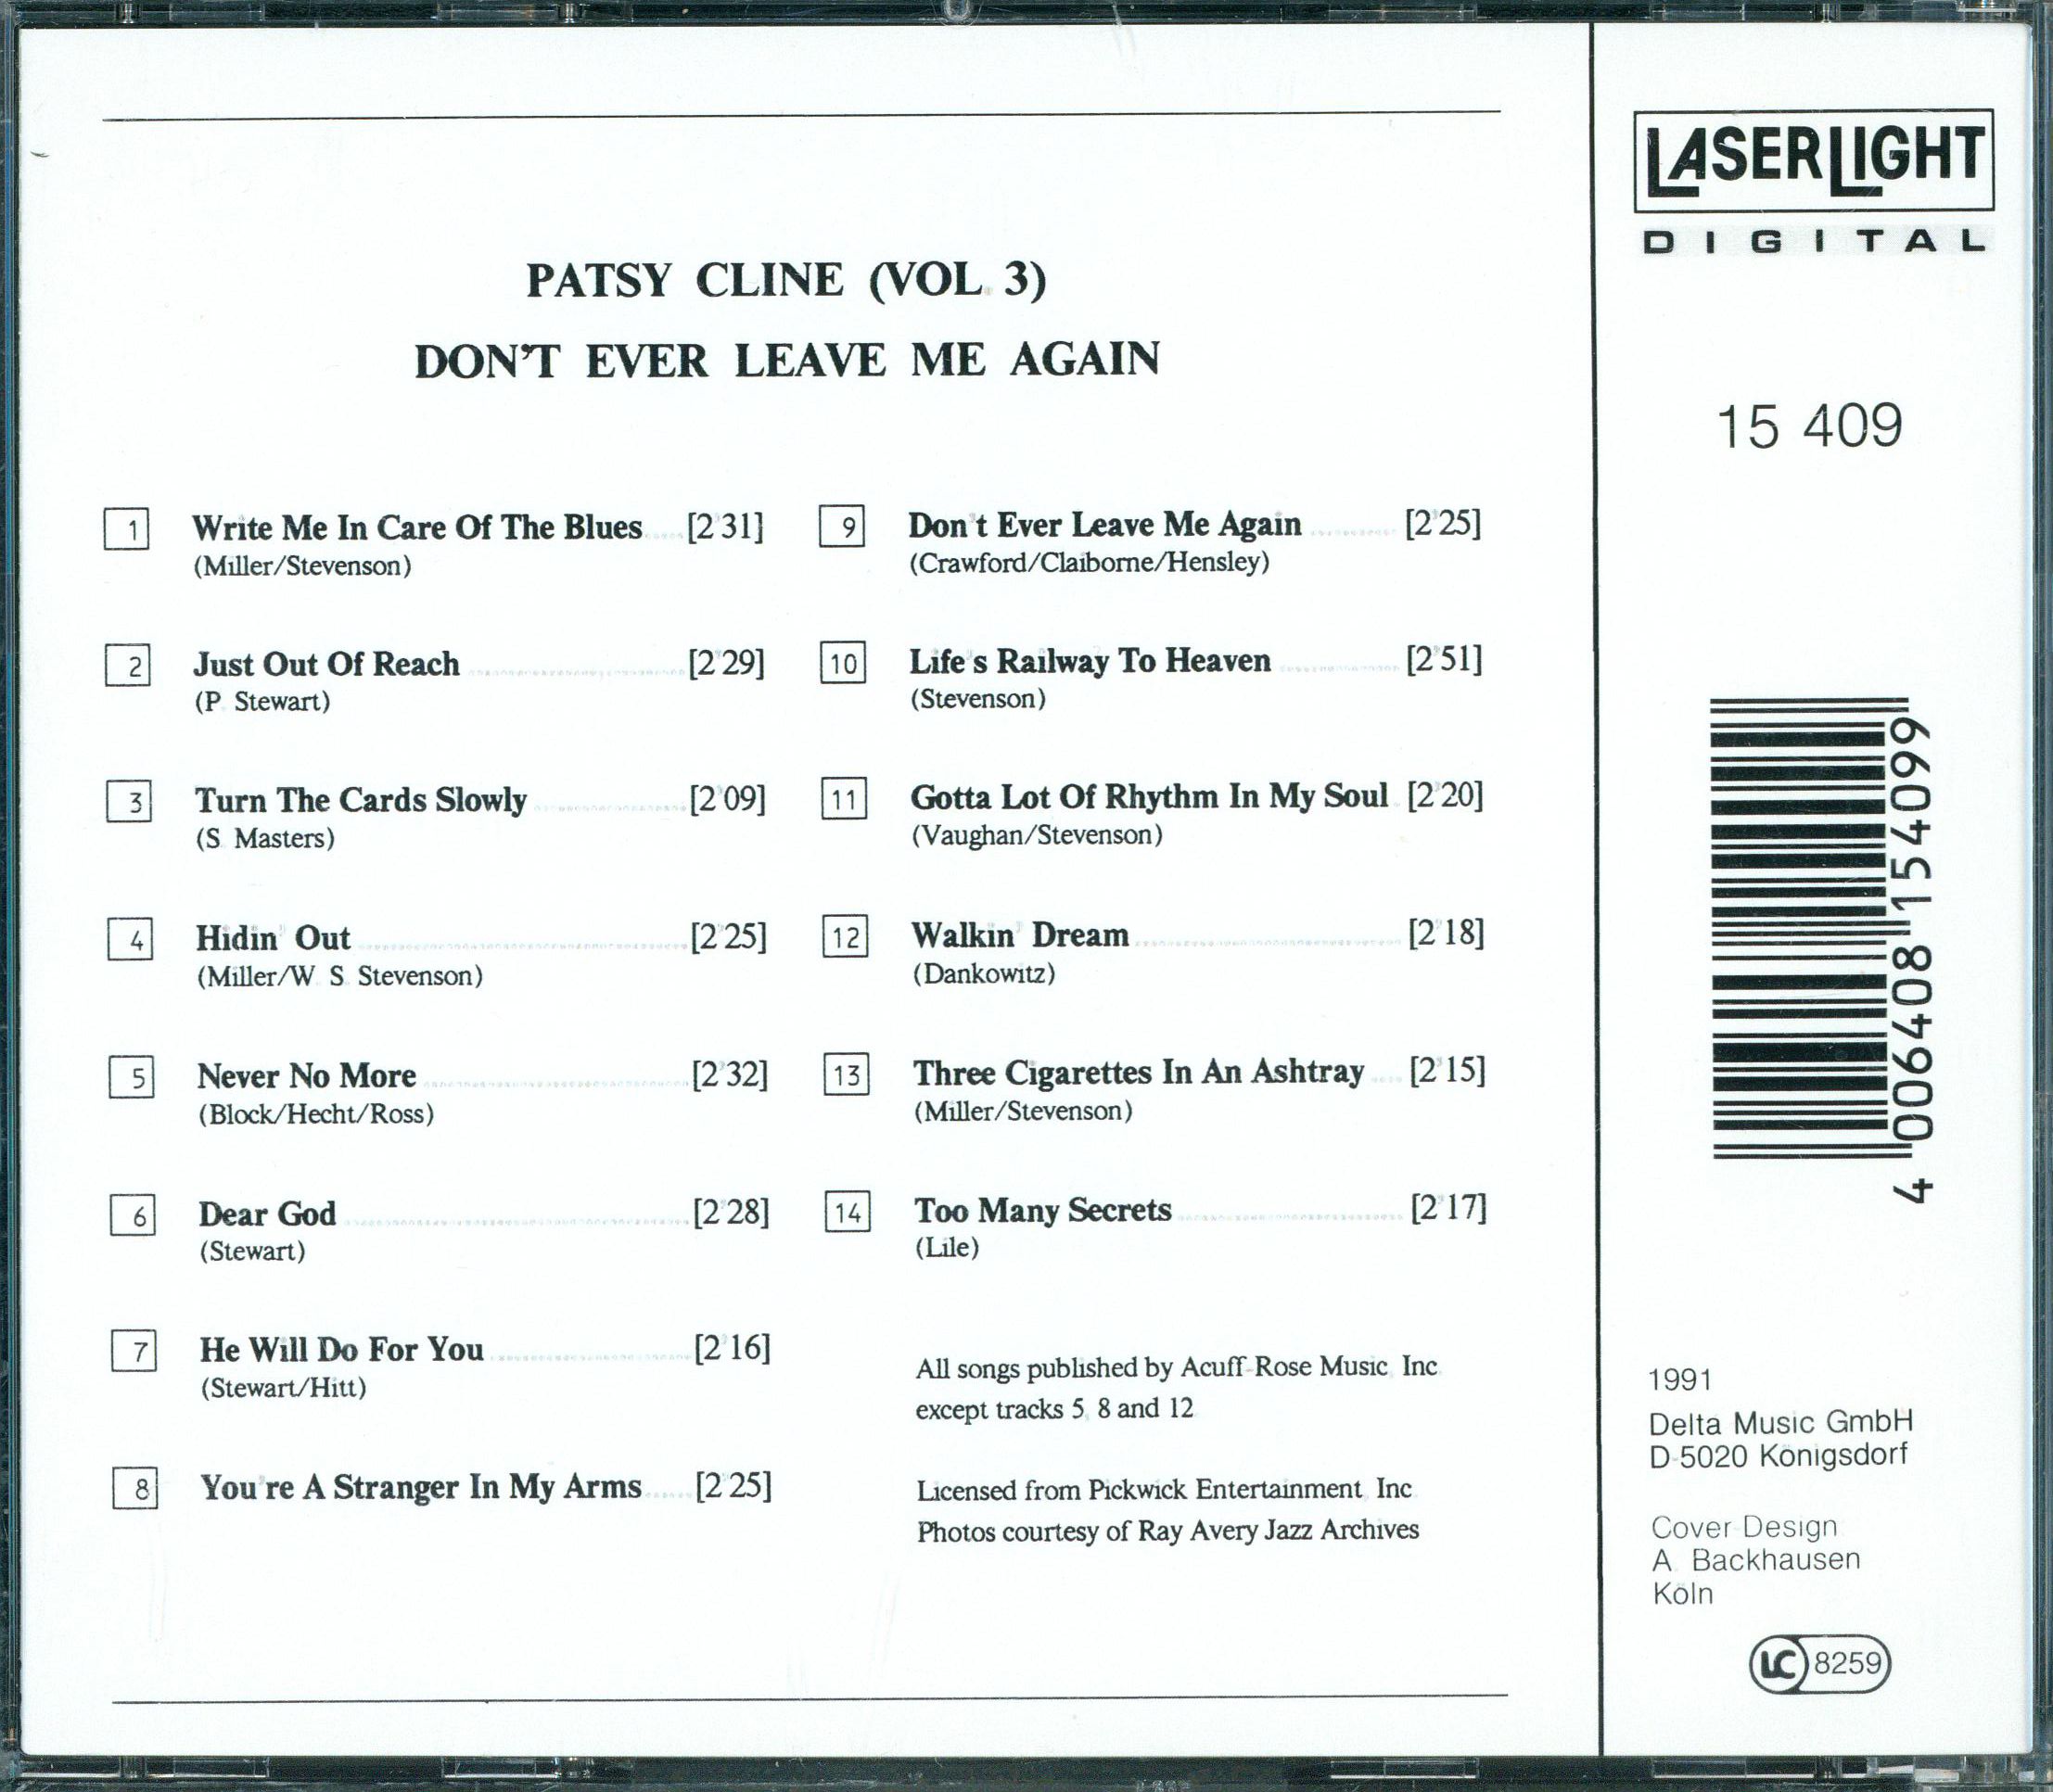 PATSY CLINE (VOL. 3)
DON'T EVER LEAVE ME AGAIN
1 Write Me In Care Of The Blues [2'31]
(Miller/Stevenson)
2 Just Out Of Reach [2'29]
(P. Stewart)
3 Turn The Cards Slowly [2'09]
(S. Masters)
4 Hidin' Out [2'25]
(Miller/W. S. Stevenson)
5 Never No More [2'32]
(Block/Hecht/Ross)
6 Dear God [2'28]
(Stewart)
7 He Will Do For You [2'16]
(Stewart/Hitt)
8 You're A Stranger In My Arms [2'25]
9 Don't Ever Leave Me Again [2'25]
(Crawford/Claiborne/Hensley)
10 Life's Railway To Heaven [2'51]
(Stevenson)
11 Gotta Lot Of Rhythm In My Soul [2'20]
(Vaughan/Stevenson)
12 Walkin' Dream [2'18]
(Dankowitz)
13 Three Cigarettes In An Ashtray [2'15]
(Miller/Stevenson)
14 Too Many Secrets [2'17]
(Lile)
All songs published by Acuff-Rose Music, Inc.
except tracks 5, 8 and 12.
Licensed from Pickwick Entertainment, Inc.
Photos courtesy of Ray Avery Jazz Archives
LASERLIGHT
DIGITAL
15 409
4 006408 154099
1991
Delta Music GmbH
D-5020 Königsdorf
Cover-Design
A. Backhausen
Köln
LC 8259